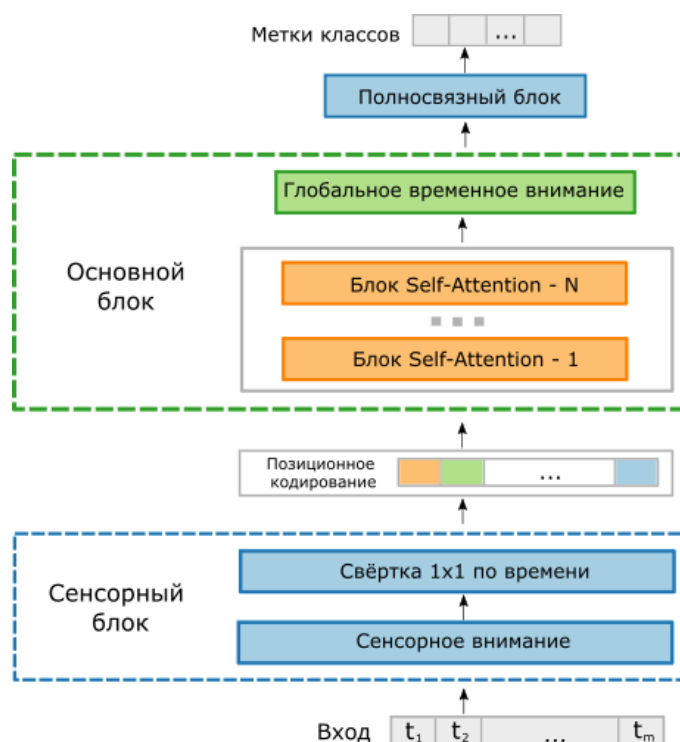 Метки классов
...
Полносвязный блок
Глобальное временное внимание
Основной
блок
Блок Self-Attention - N
Блок Self-Attention - 1
Позиционное
кодирование
...
Свёртка 1x1 по времени
Сенсорный
блок
Сенсорное внимание
Вход t₁ t₂ ... tₘ